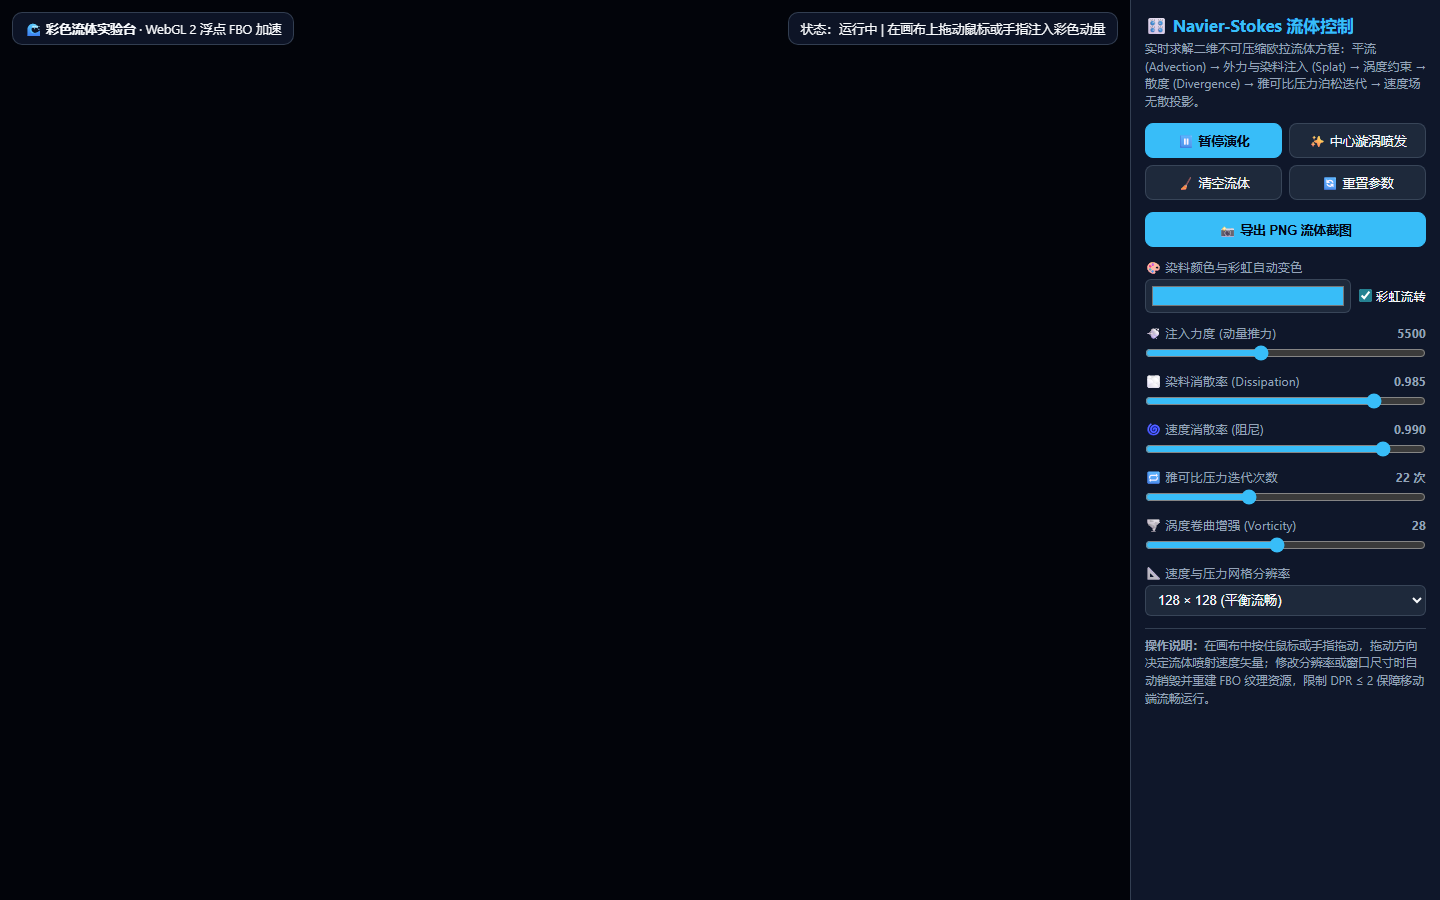 🌊 彩色流体实验台 · WebGL 2 浮点 FBO 加速
状态：运行中 | 在画布上拖动鼠标或手指注入彩色动量
🎛️ Navier-Stokes 流体控制
实时求解二维不可压缩欧拉流体方程：平流
(Advection) → 外力与染料注入 (Splat) → 涡度约束 →
散度 (Divergence) → 雅可比压力泊松迭代 → 速度场
无散投影。
⏸️ 暂停演化
✨ 中心漩涡喷发
🧹 清空流体
🔄 重置参数
📸 导出 PNG 流体截图
🎨 染料颜色与彩虹自动变色
彩虹流转
注入力度 (动量推力) 5500
染料消散率 (Dissipation) 0.985
🌀 速度消散率 (阻尼) 0.990
🔁 雅可比压力迭代次数 22 次
🌪️ 涡度卷曲增强 (Vorticity) 28
📐 速度与压力网格分辨率
128 × 128 (平衡流畅)
操作说明：在画布中按住鼠标或手指拖动，拖动方向
决定流体喷射速度矢量；修改分辨率或窗口尺寸时自
动销毁并重建 FBO 纹理资源，限制 DPR ≤ 2 保障移动
端流畅运行。